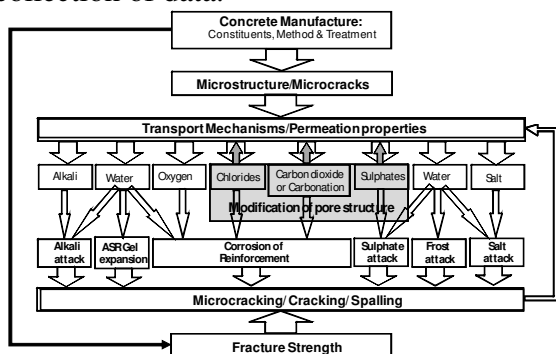 collection of data.
Concrete Manufacture:
Constituents, Method & Treatment
Microstructure/Microcracks
Transport Mechanisms/Permeation properties
Alkali
Water
Oxygen
Chlorides
Carbon dioxide
or Carbonation
Sulphates
Water
Salt
Modification of pore structure
Alkali
attack
ASR Gel
expansion
Corrosion of
Reinforcement
Sulphate
attack
Frost
attack
Salt
attack
Microcracking/ Cracking/ Spalling
Fracture Strength